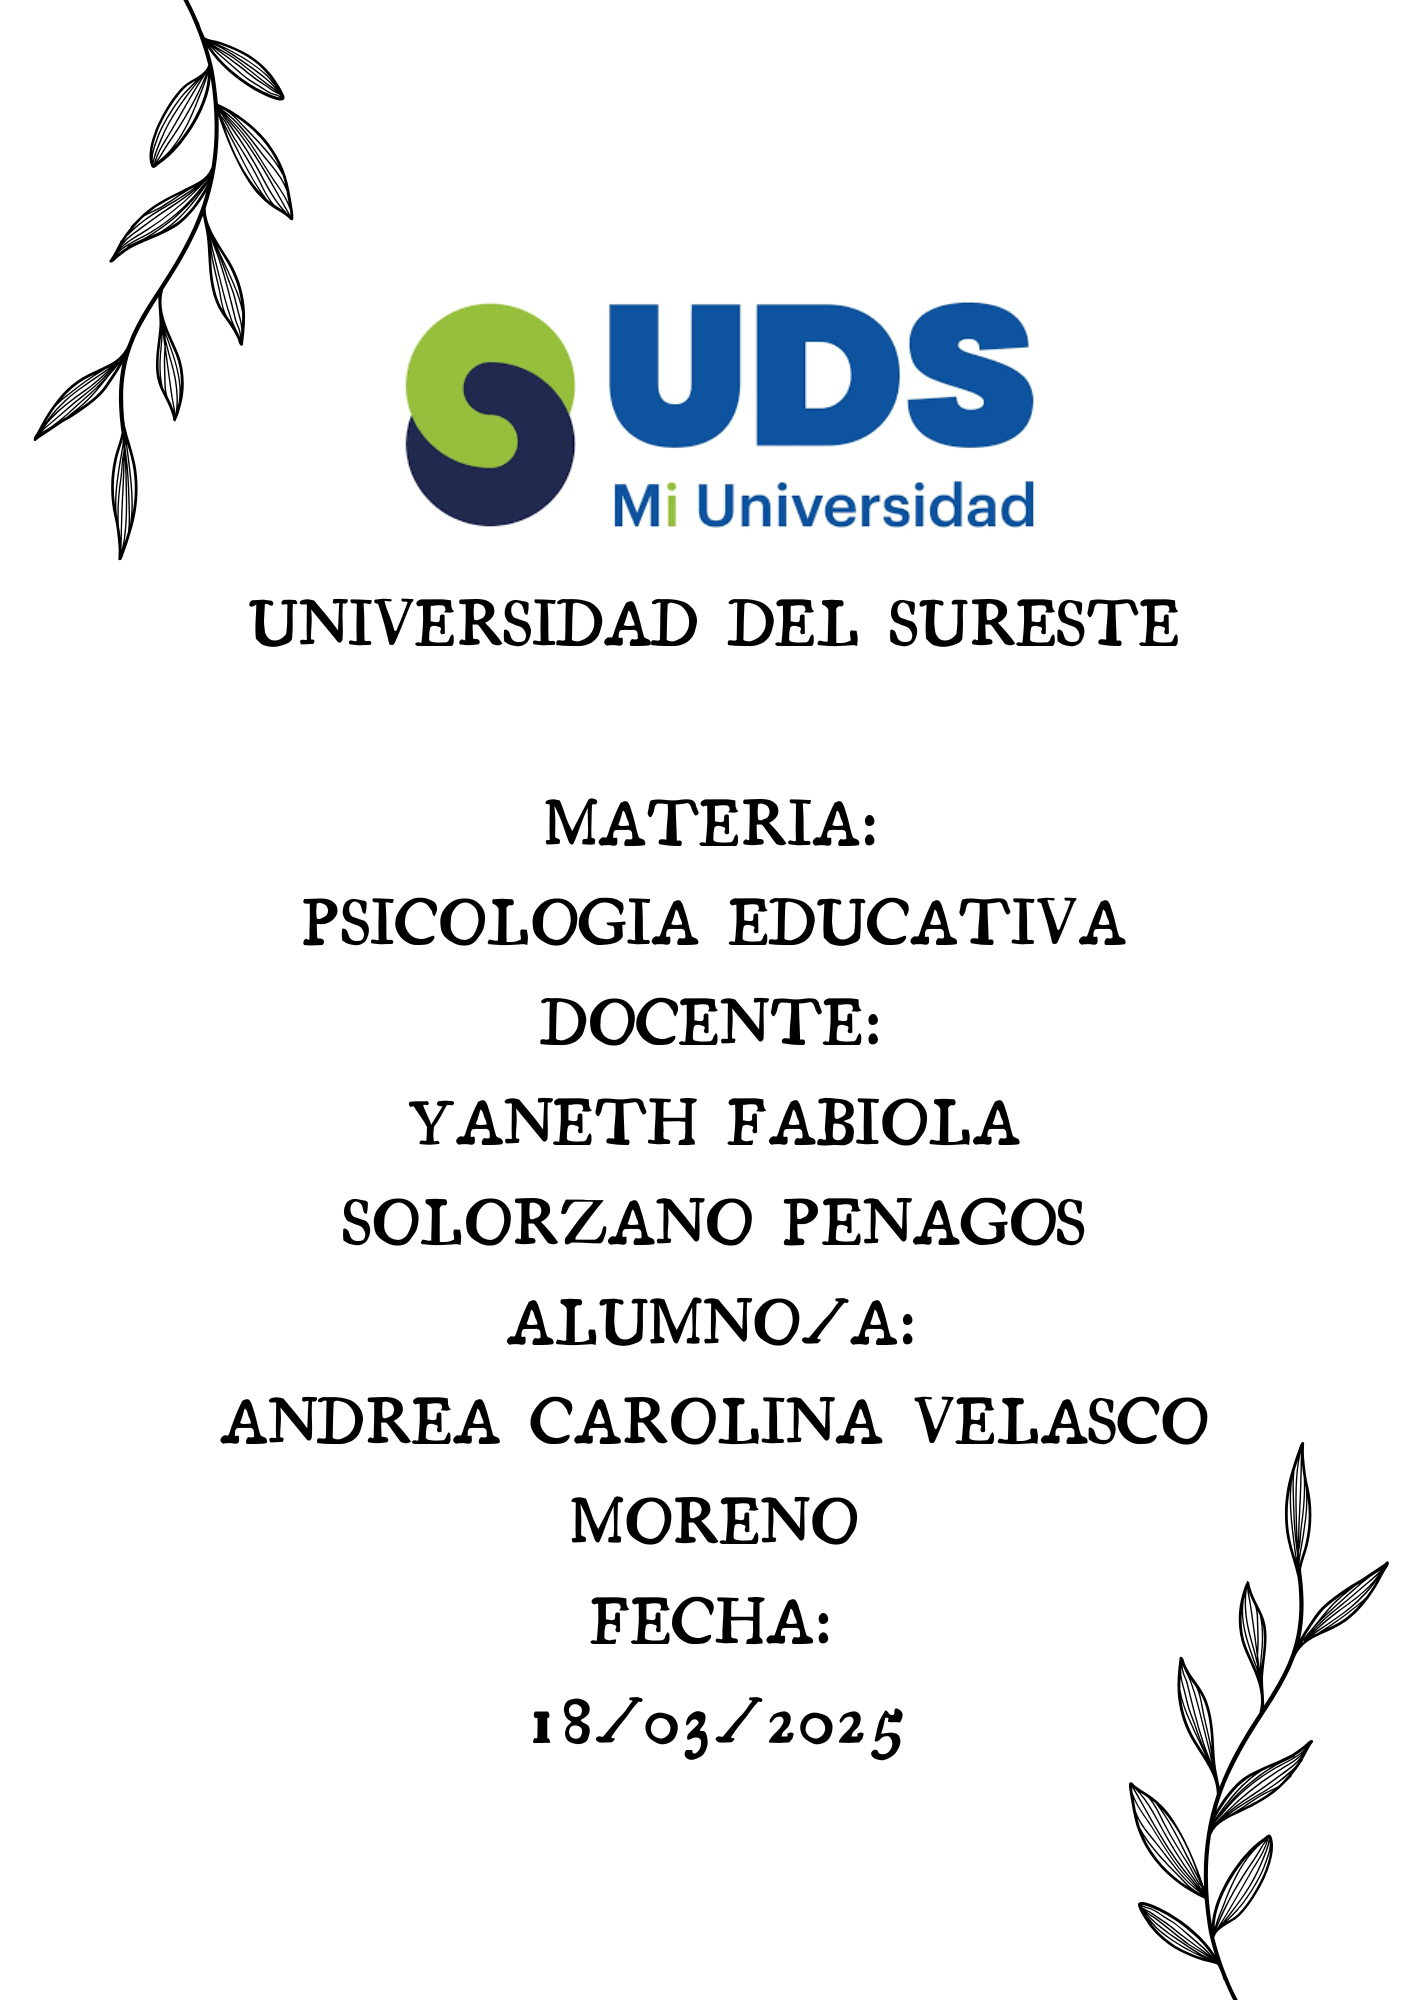 UDS
Mi Universidad
UNIVERSIDAD DEL SURESTE
MATERIA:
PSICOLOGIA EDUCATIVA
DOCENTE:
YANETH FABIOLA
SOLORZANO PENAGOS
ALUMNO/A:
ANDREA CAROLINA VELASCO
MORENO
FECHA:
18/03/2025